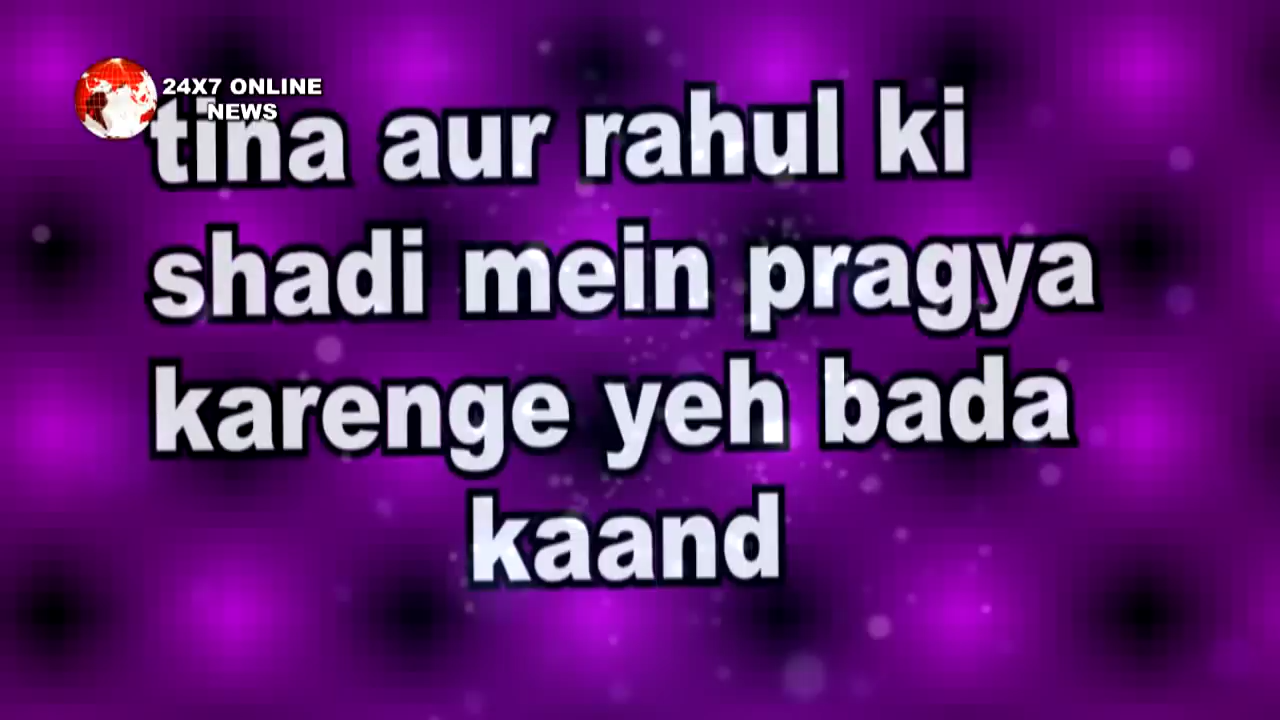 24X7 ONLINE
NEWS
tina aur rahul ki
shadi mein pragya
karenge yeh bada
kaand